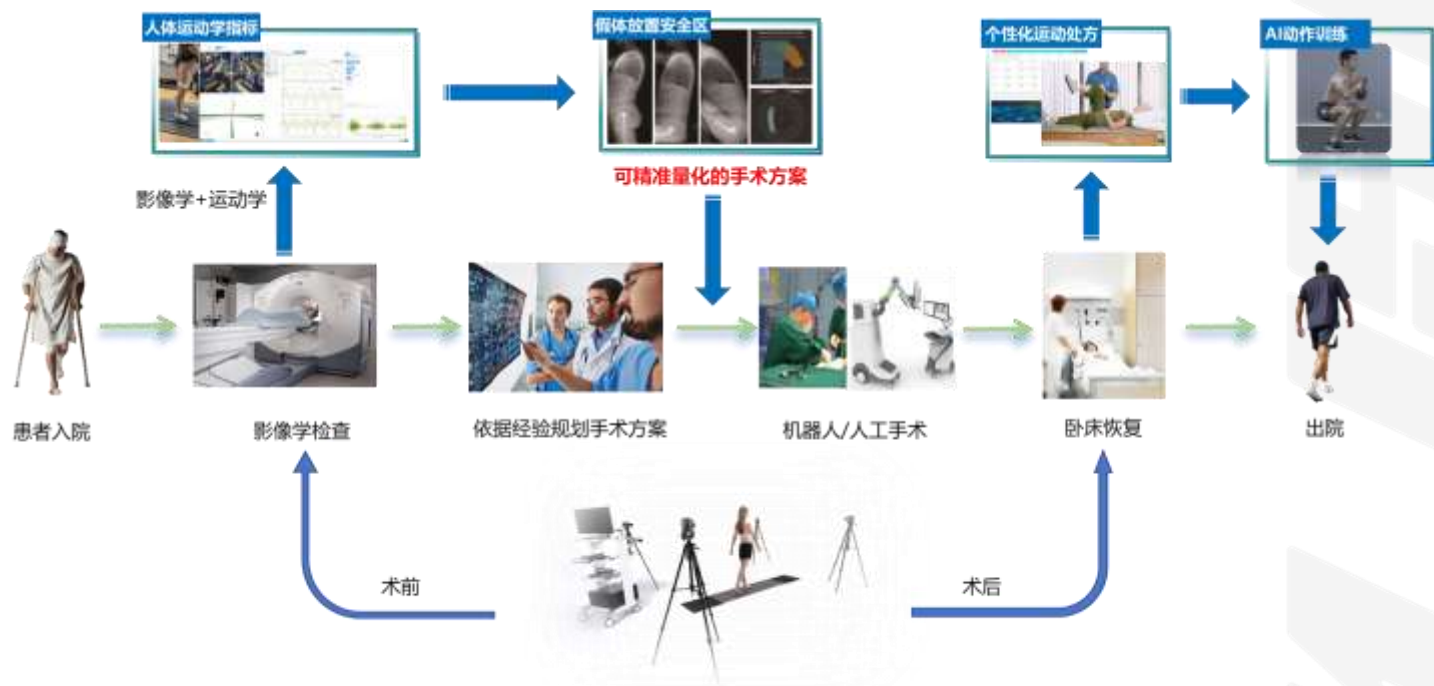 人体运动学指标
假体放置安全区
个性化运动处方
AI动作训练
可精准量化的手术方案
影像学+运动学
患者入院
影像学检查
依据经验规划手术方案
机器人/人工手术
卧床恢复
出院
术前
术后